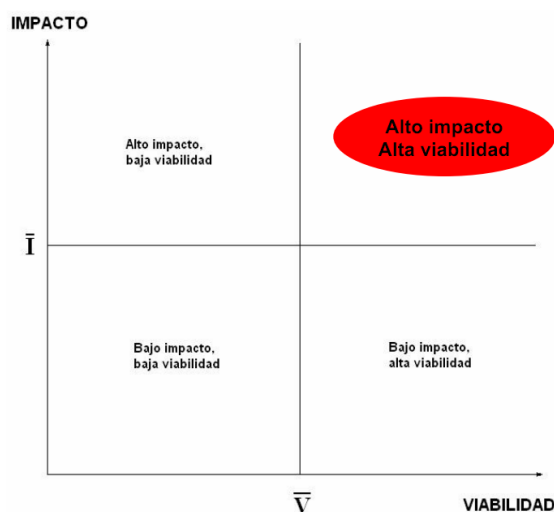 IMPACTO
Alto impacto
Alta viabilidad
Alto impacto,
baja viabilidad
Ī
Bajo impacto,
baja viabilidad
Bajo impacto,
alta viabilidad
V̅
VIABILIDAD